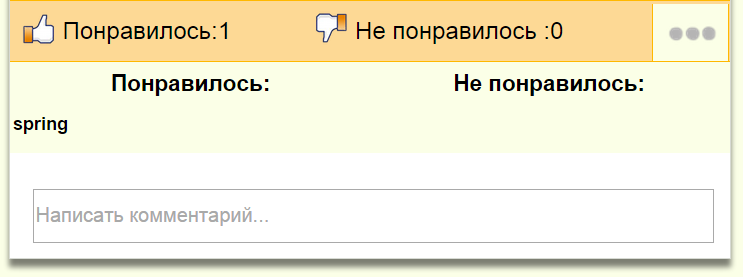 Понравилось:1 Не понравилось :0
Понравилось: Не понравилось:
spring
Написать комментарий...